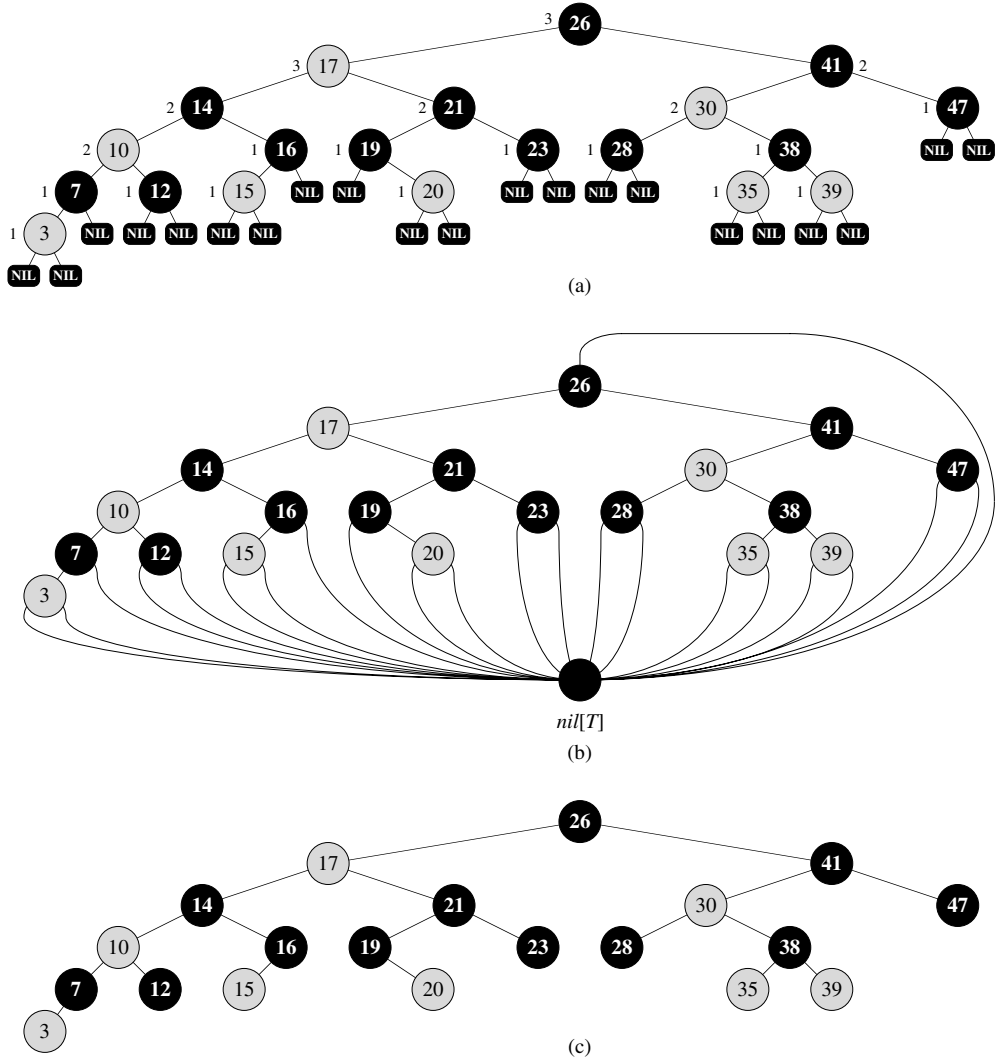 3 26
3 17 41 2
2 14 2 21 2 30 1 47
2 10 1 16 1 19 1 23 1 28 1 38 NIL NIL
1 7 1 12 1 15 NIL NIL 1 20 NIL NIL NIL NIL 1 35 1 39
1 3 NIL NIL NIL NIL NIL NIL NIL NIL NIL NIL NIL
NIL NIL
(a)
26
17 41
14 21 30 47
10 16 19 23 28 38
7 12 15 20 35 39
3
nil[T]
(b)
26
17 41
14 21 30 47
10 16 19 23 28 38
7 12 15 20 35 39
3
(c)